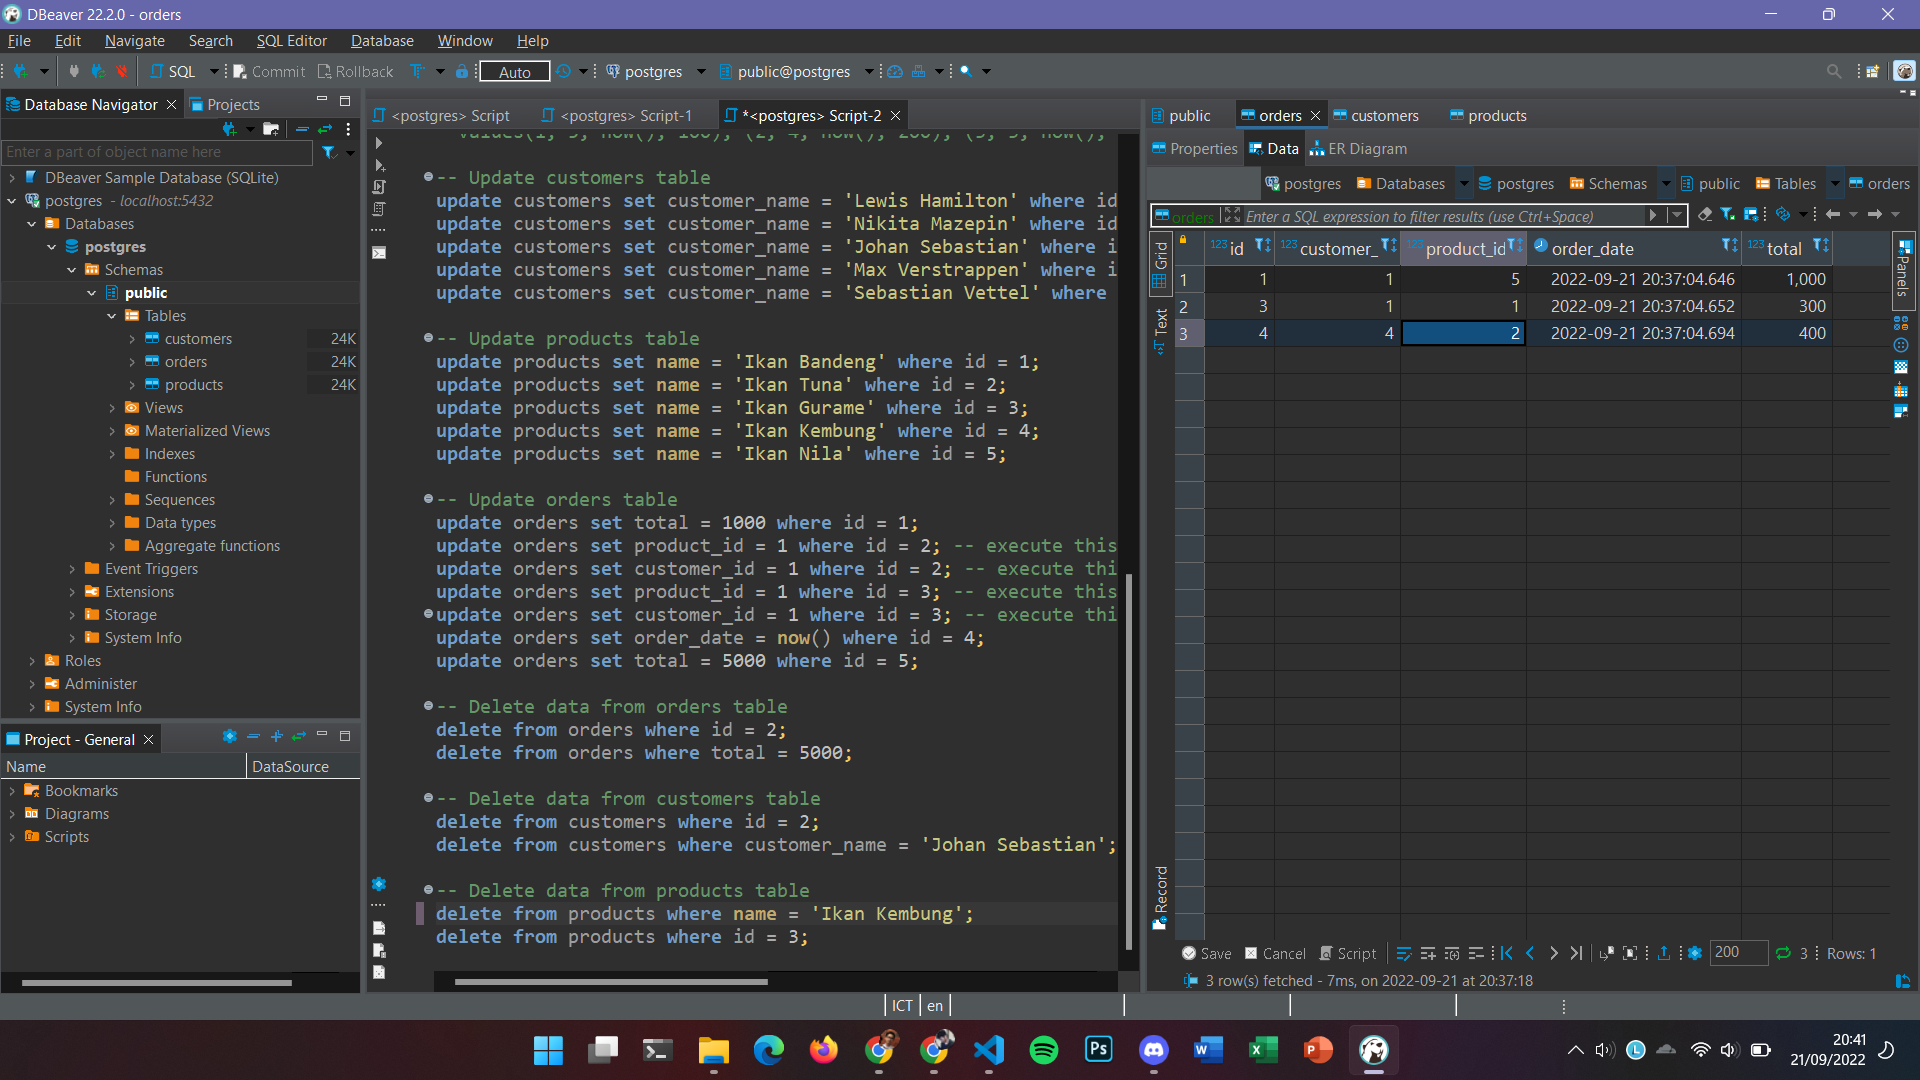 DBeaver 22.2.0 - orders
File Edit Navigate Search SQL Editor Database Window Help
SQL Commit Rollback Auto postgres public@postgres
Database Navigator Projects
Enter a part of object name here
DBeaver Sample Database (SQLite)
postgres - localhost:5432
Databases
postgres
Schemas
public
Tables
customers 24K
orders 24K
products 24K
Views
Materialized Views
Indexes
Functions
Sequences
Data types
Aggregate functions
Event Triggers
Extensions
Storage
System Info
Roles
Administer
System Info
Project - General
Name DataSource
Bookmarks
Diagrams
Scripts
<postgres> Script <postgres> Script-1 *<postgres> Script-2
-- Update customers table
update customers set customer_name = 'Lewis Hamilton' where id
update customers set customer_name = 'Nikita Mazepin' where id
update customers set customer_name = 'Johan Sebastian' where i
update customers set customer_name = 'Max Verstrappen' where i
update customers set customer_name = 'Sebastian Vettel' where
-- Update products table
update products set name = 'Ikan Bandeng' where id = 1;
update products set name = 'Ikan Tuna' where id = 2;
update products set name = 'Ikan Gurame' where id = 3;
update products set name = 'Ikan Kembung' where id = 4;
update products set name = 'Ikan Nila' where id = 5;
-- Update orders table
update orders set total = 1000 where id = 1;
update orders set product_id = 1 where id = 2; -- execute this
update orders set customer_id = 1 where id = 2; -- execute thi
update orders set product_id = 1 where id = 3; -- execute this
update orders set customer_id = 1 where id = 3; -- execute thi
update orders set order_date = now() where id = 4;
update orders set total = 5000 where id = 5;
-- Delete data from orders table
delete from orders where id = 2;
delete from orders where total = 5000;
-- Delete data from customers table
delete from customers where id = 2;
delete from customers where customer_name = 'Johan Sebastian';
-- Delete data from products table
delete from products where name = 'Ikan Kembung';
delete from products where id = 3;
public orders customers products
Properties Data ER Diagram
postgres Databases postgres Schemas public Tables orders
orders Enter a SQL expression to filter results (use Ctrl+Space)
Grid
Text
Record
Panels
123 id 123 customer_ 123 product_id order_date 123 total
1 1 1 5 2022-09-21 20:37:04.646 1,000
2 3 1 1 2022-09-21 20:37:04.652 300
3 4 4 2 2022-09-21 20:37:04.694 400
Save Cancel Script 200 3 Rows: 1
3 row(s) fetched - 7ms, on 2022-09-21 at 20:37:18
ICT en
Ps
20:41
21/09/2022